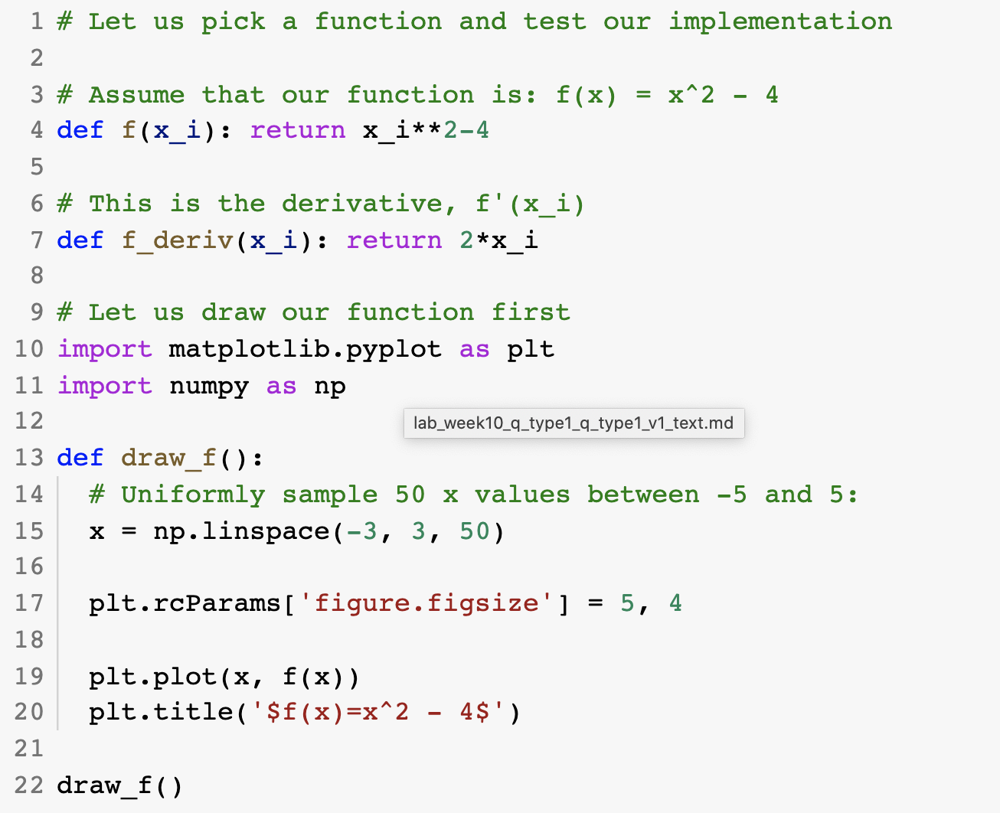 1 # Let us pick a function and test our implementation
2
3 # Assume that our function is: f(x) = x^2 - 4
4 def f(x_i): return x_i**2-4
5
6 # This is the derivative, f'(x_i)
7 def f_deriv(x_i): return 2*x_i
8
9 # Let us draw our function first
10 import matplotlib.pyplot as plt
11 import numpy as np
12
lab_week10_q_type1_q_type1_v1_text.md
13 def draw_f():
14   # Uniformly sample 50 x values between -5 and 5:
15   x = np.linspace(-3, 3, 50)
16
17   plt.rcParams['figure.figsize'] = 5, 4
18
19   plt.plot(x, f(x))
20   plt.title('$f(x)=x^2 - 4$')
21
22 draw_f()